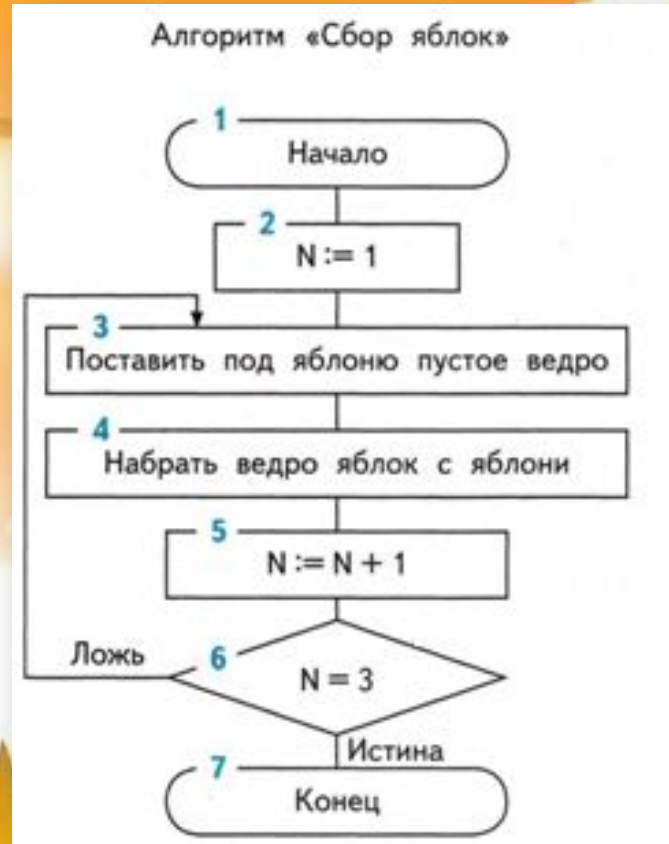 Алгоритм «Сбор яблок»
1
Начало
2
N := 1
3
Поставить под яблоню пустое ведро
4
Набрать ведро яблок с яблони
5
N := N + 1
Ложь
6
N = 3
Истина
7
Конец